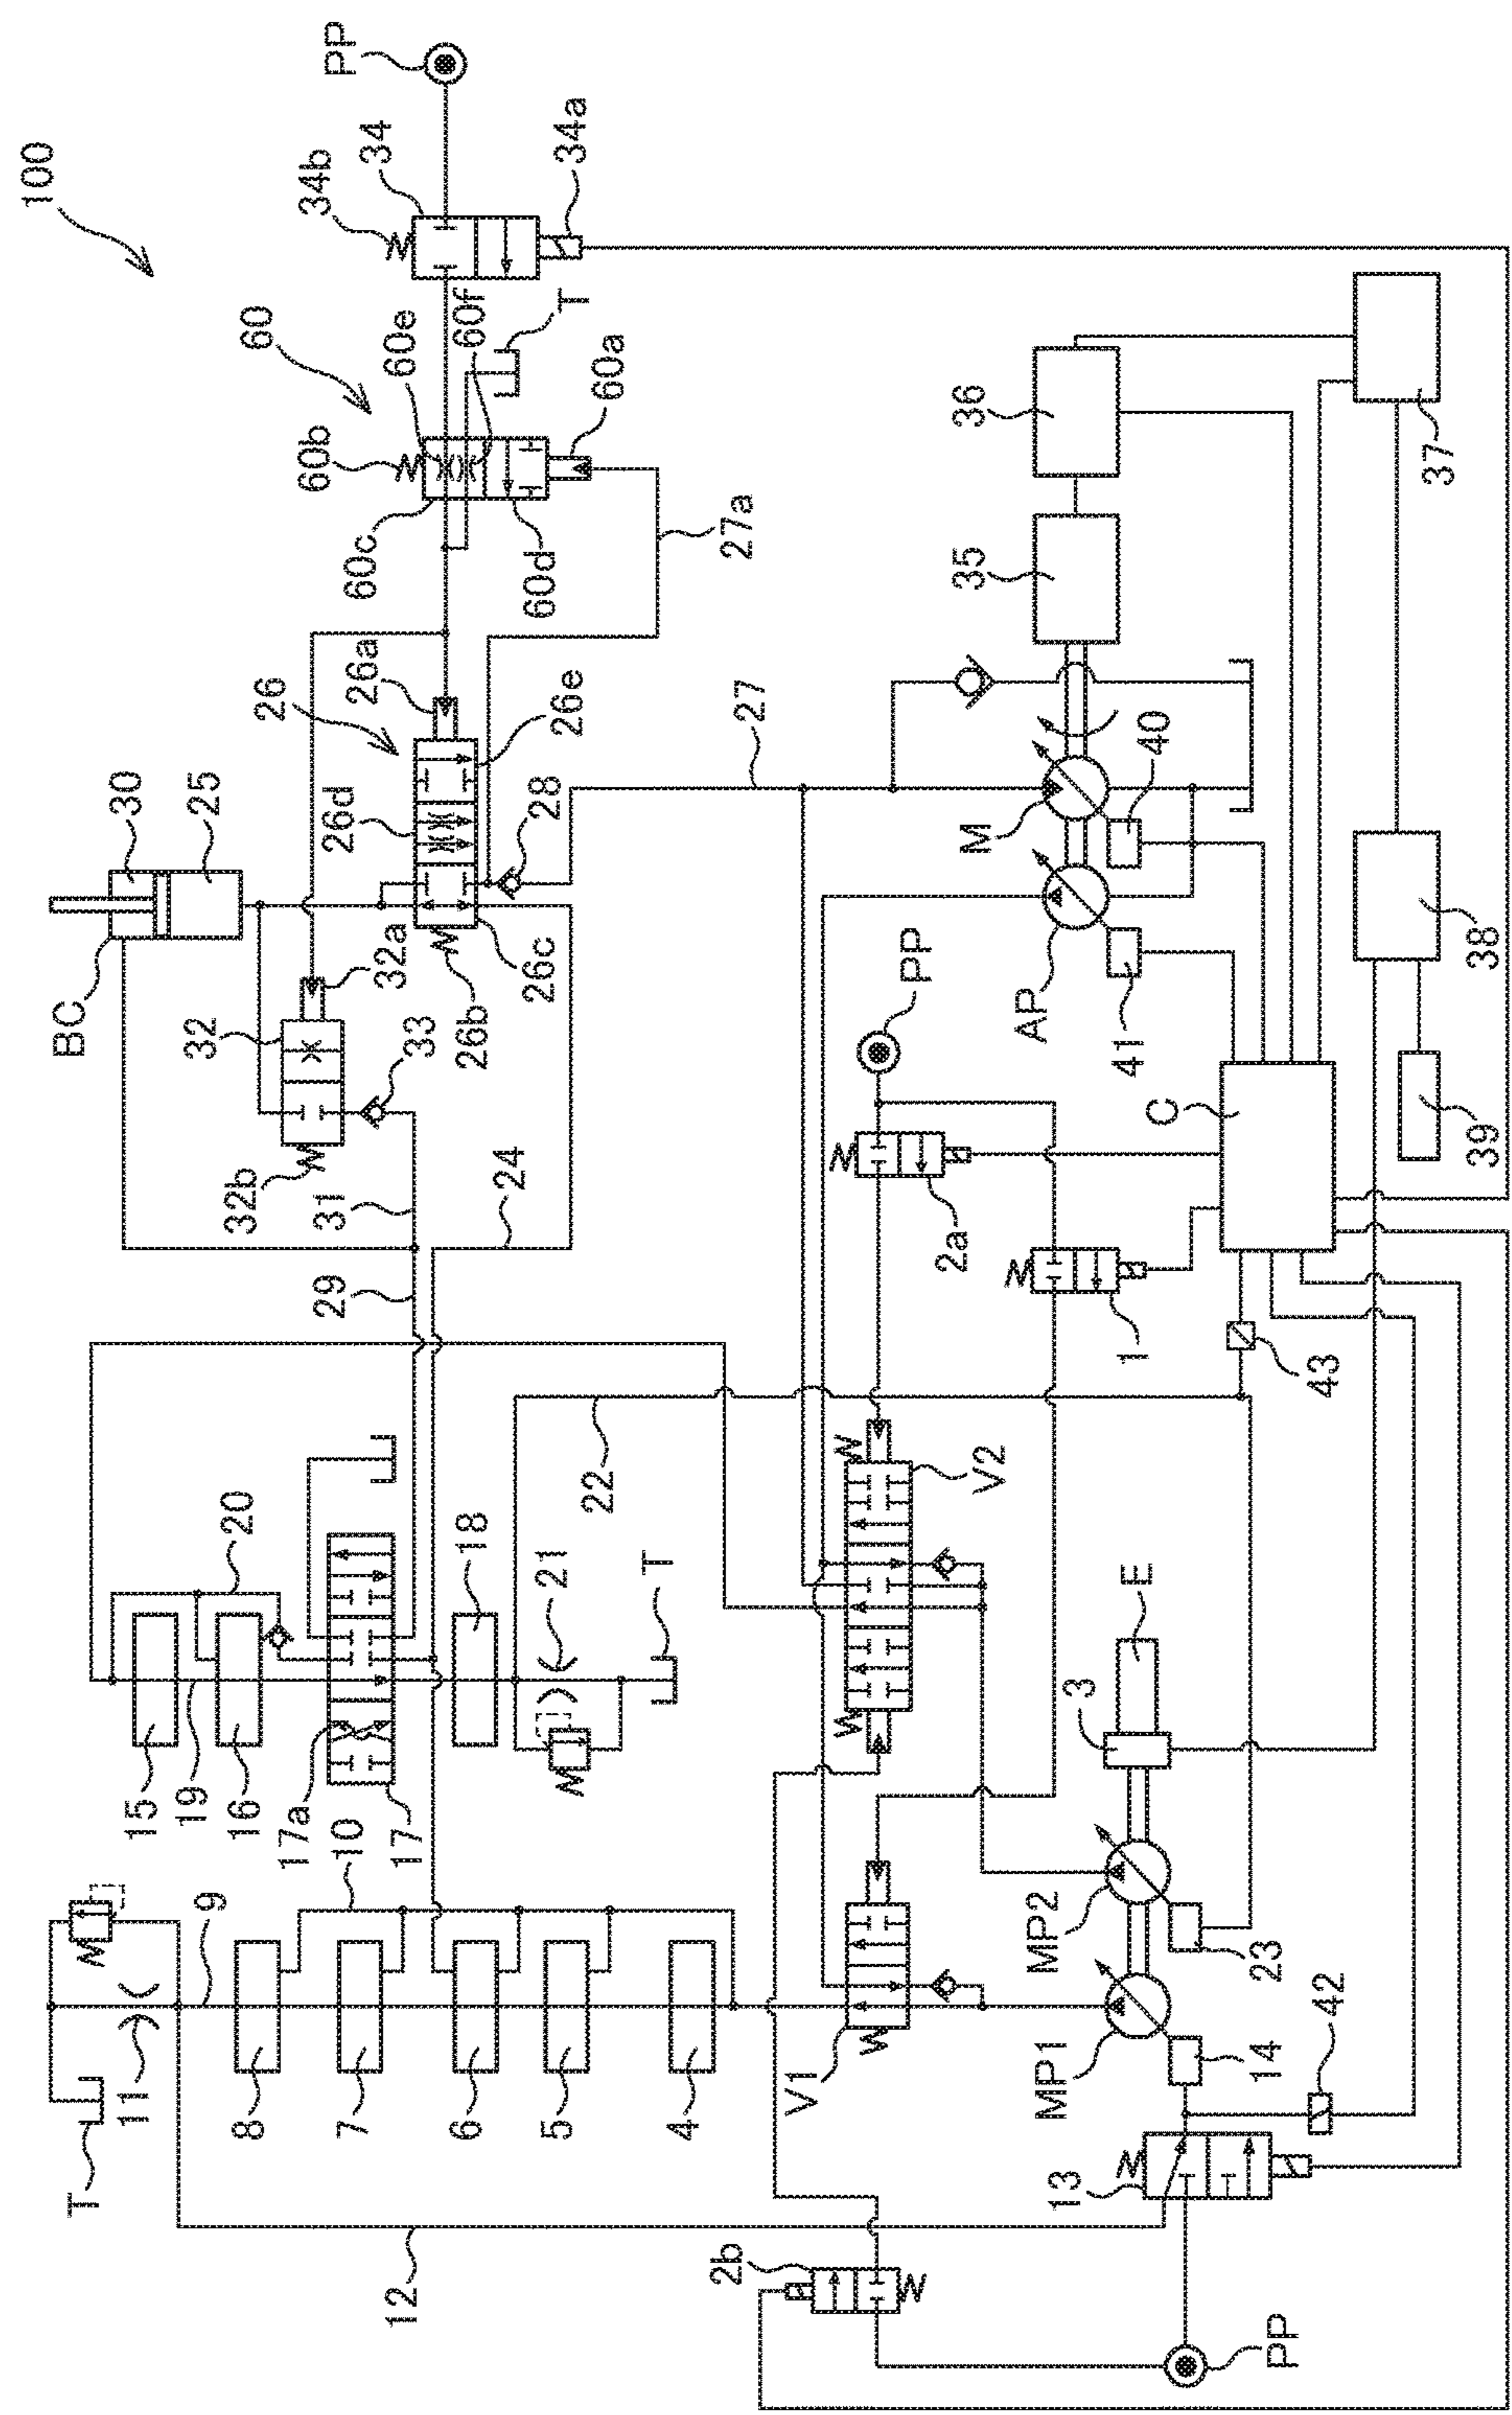 100
PP
34
34b
34a
60
60e
60f
T
60b
60a
60c
60d
27a
26
26a
26e
26d
30
25
28
27
BC
32
32a
26c
26b
33
32b
31
24
29
36
37
35
M
40
AP
PP
41
38
C
39
2a
1
43
20
22
V2
18
21
T
E
15
19
16
17a
17
10
3
9
MP2
23
11
8
7
6
5
4
V1
MP1
14
42
T
13
12
2b
PP